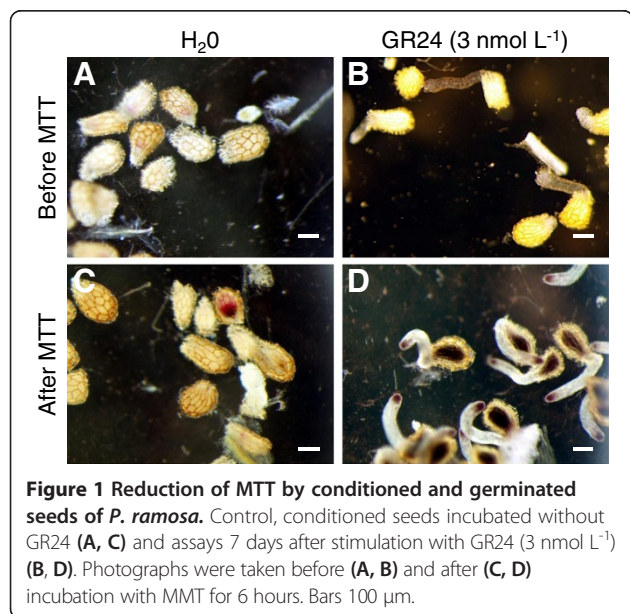 H₂0
GR24 (3 nmol L⁻¹)
Before MTT
A
B
After MTT
C
D
Figure 1 Reduction of MTT by conditioned and germinated
seeds of P. ramosa. Control, conditioned seeds incubated without
GR24 (A, C) and assays 7 days after stimulation with GR24 (3 nmol L⁻¹)
(B, D). Photographs were taken before (A, B) and after (C, D)
incubation with MMT for 6 hours. Bars 100 μm.